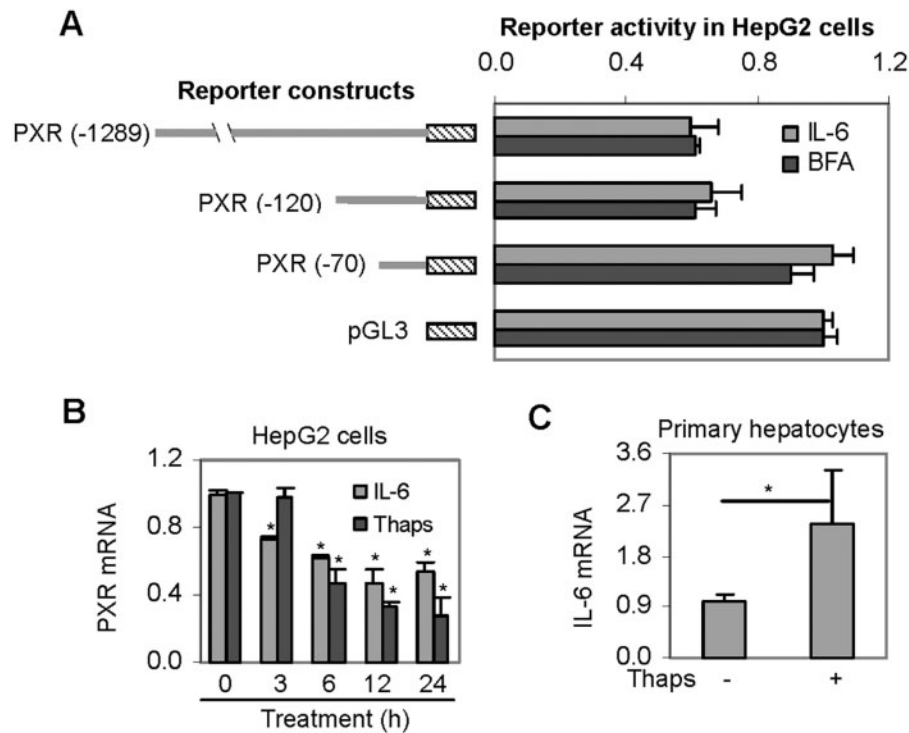 A
Reporter activity in HepG2 cells
0.0 0.4 0.8 1.2
Reporter constructs
PXR (-1289)
IL-6
BFA
PXR (-120)
PXR (-70)
pGL3
B
HepG2 cells
1.2
0.8
0.4
0.0
PXR mRNA
IL-6
Thaps
* * * * * * *
0 3 6 12 24
Treatment (h)
C
Primary hepatocytes
3.6
2.7
1.8
0.9
0.0
IL-6 mRNA
*
Thaps - +